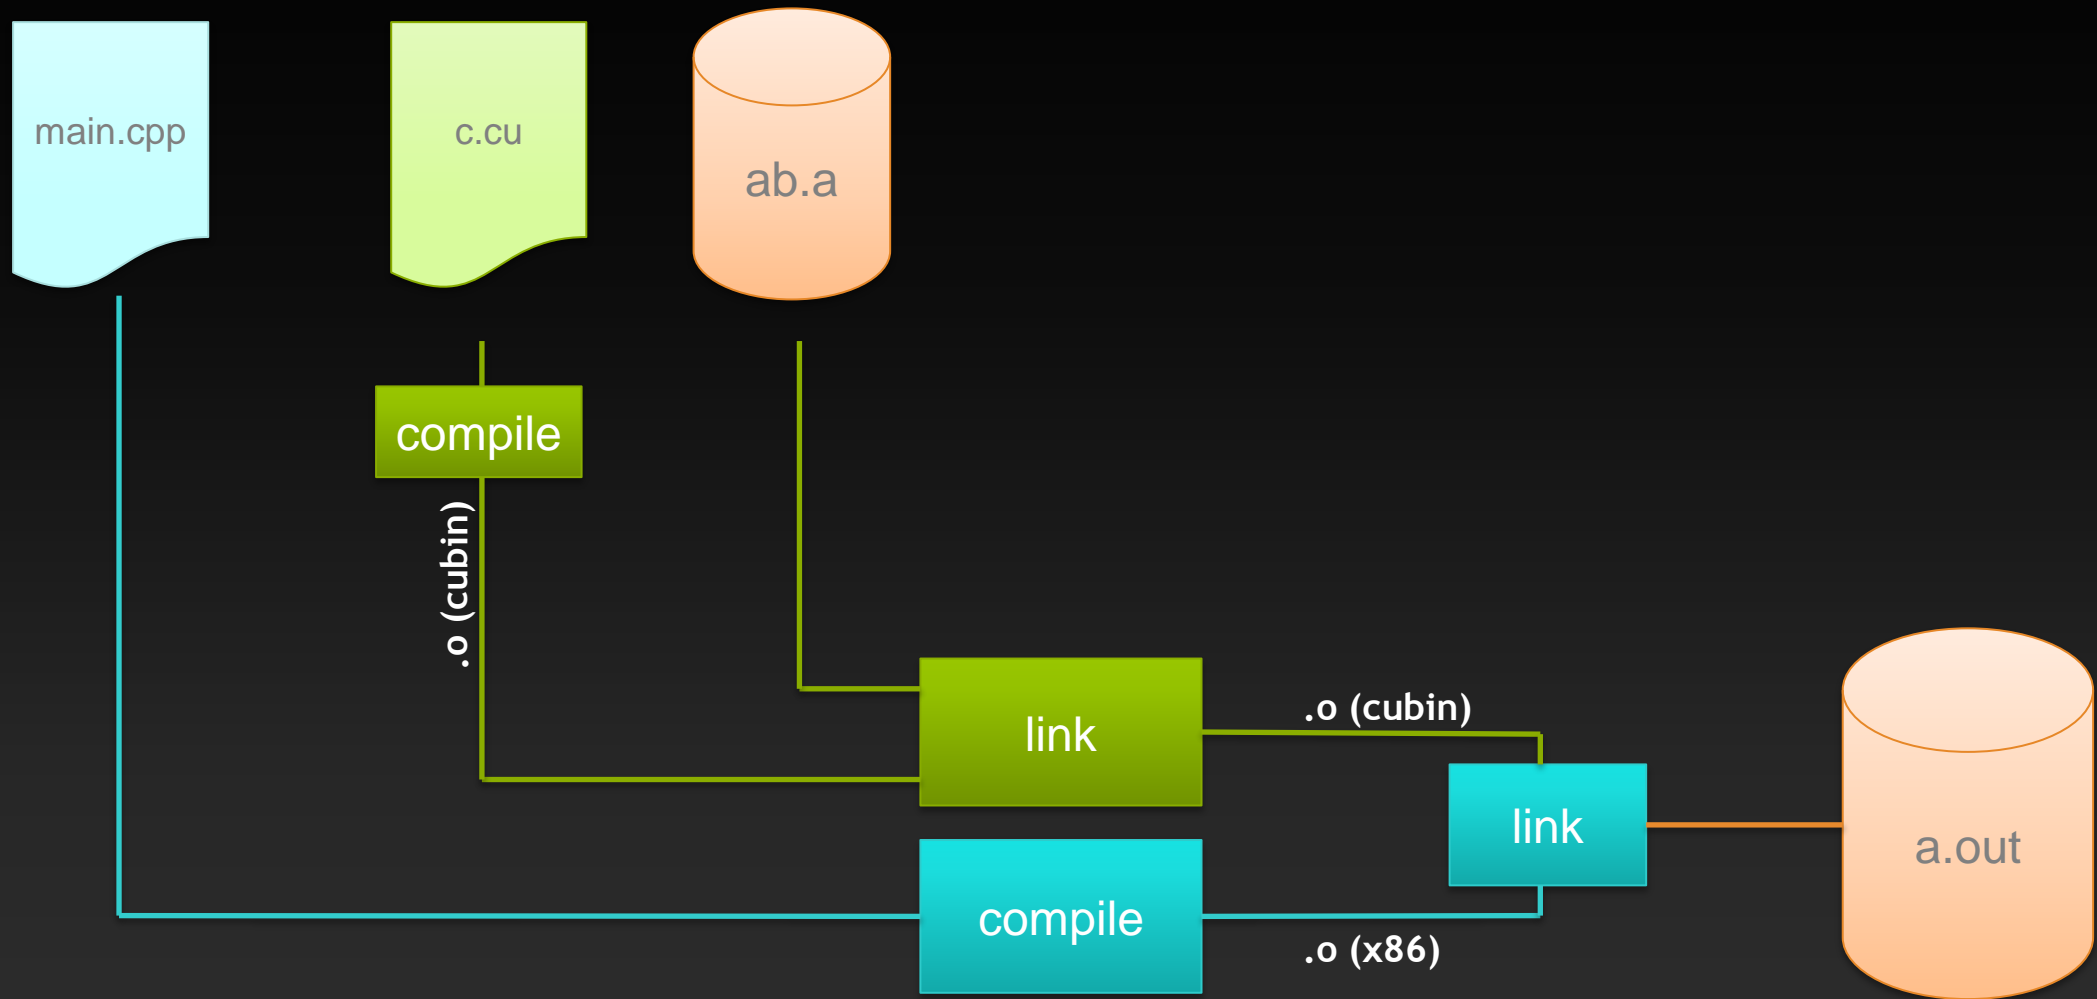 main.cpp
c.cu
ab.a
compile
.o (cubin)
link
.o (cubin)
link
a.out
compile
.o (x86)